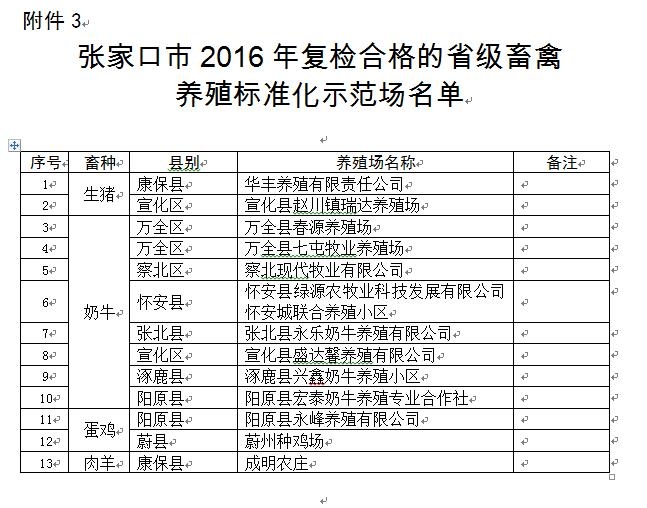 附件 3
张家口市 2016 年复检合格的省级畜禽
养殖标准化示范场名单
序号 畜种 县别 养殖场名称 备注
1 生猪 康保县 华丰养殖有限责任公司
2 宣化区 宣化县赵川镇瑞达养殖场
3 奶牛 万全区 万全县春源养殖场
4 万全区 万全县七屯牧业养殖场
5 察北区 察北现代牧业有限公司
6 怀安县 怀安县绿源农牧业科技发展有限公司
怀安城联合养殖小区
7 张北县 张北县永乐奶牛养殖有限公司
8 宣化区 宣化县盛达馨养殖有限公司
9 涿鹿县 涿鹿县兴鑫奶牛养殖小区
10 阳原县 阳原县宏泰奶牛养殖专业合作社
11 蛋鸡 阳原县 阳原县永峰养殖有限公司
12 蔚县 蔚州种鸡场
13 肉羊 康保县 成明农庄